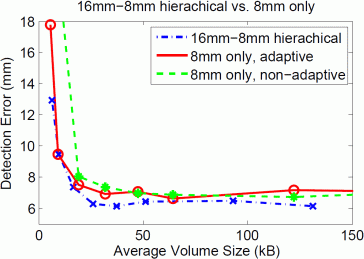 16mm−8mm hierachical vs. 8mm only
16mm−8mm hierachical
8mm only, adaptive
8mm only, non−adaptive
Detection Error (mm)
18
16
14
12
10
8
6
0
50
100
150
Average Volume Size (kB)